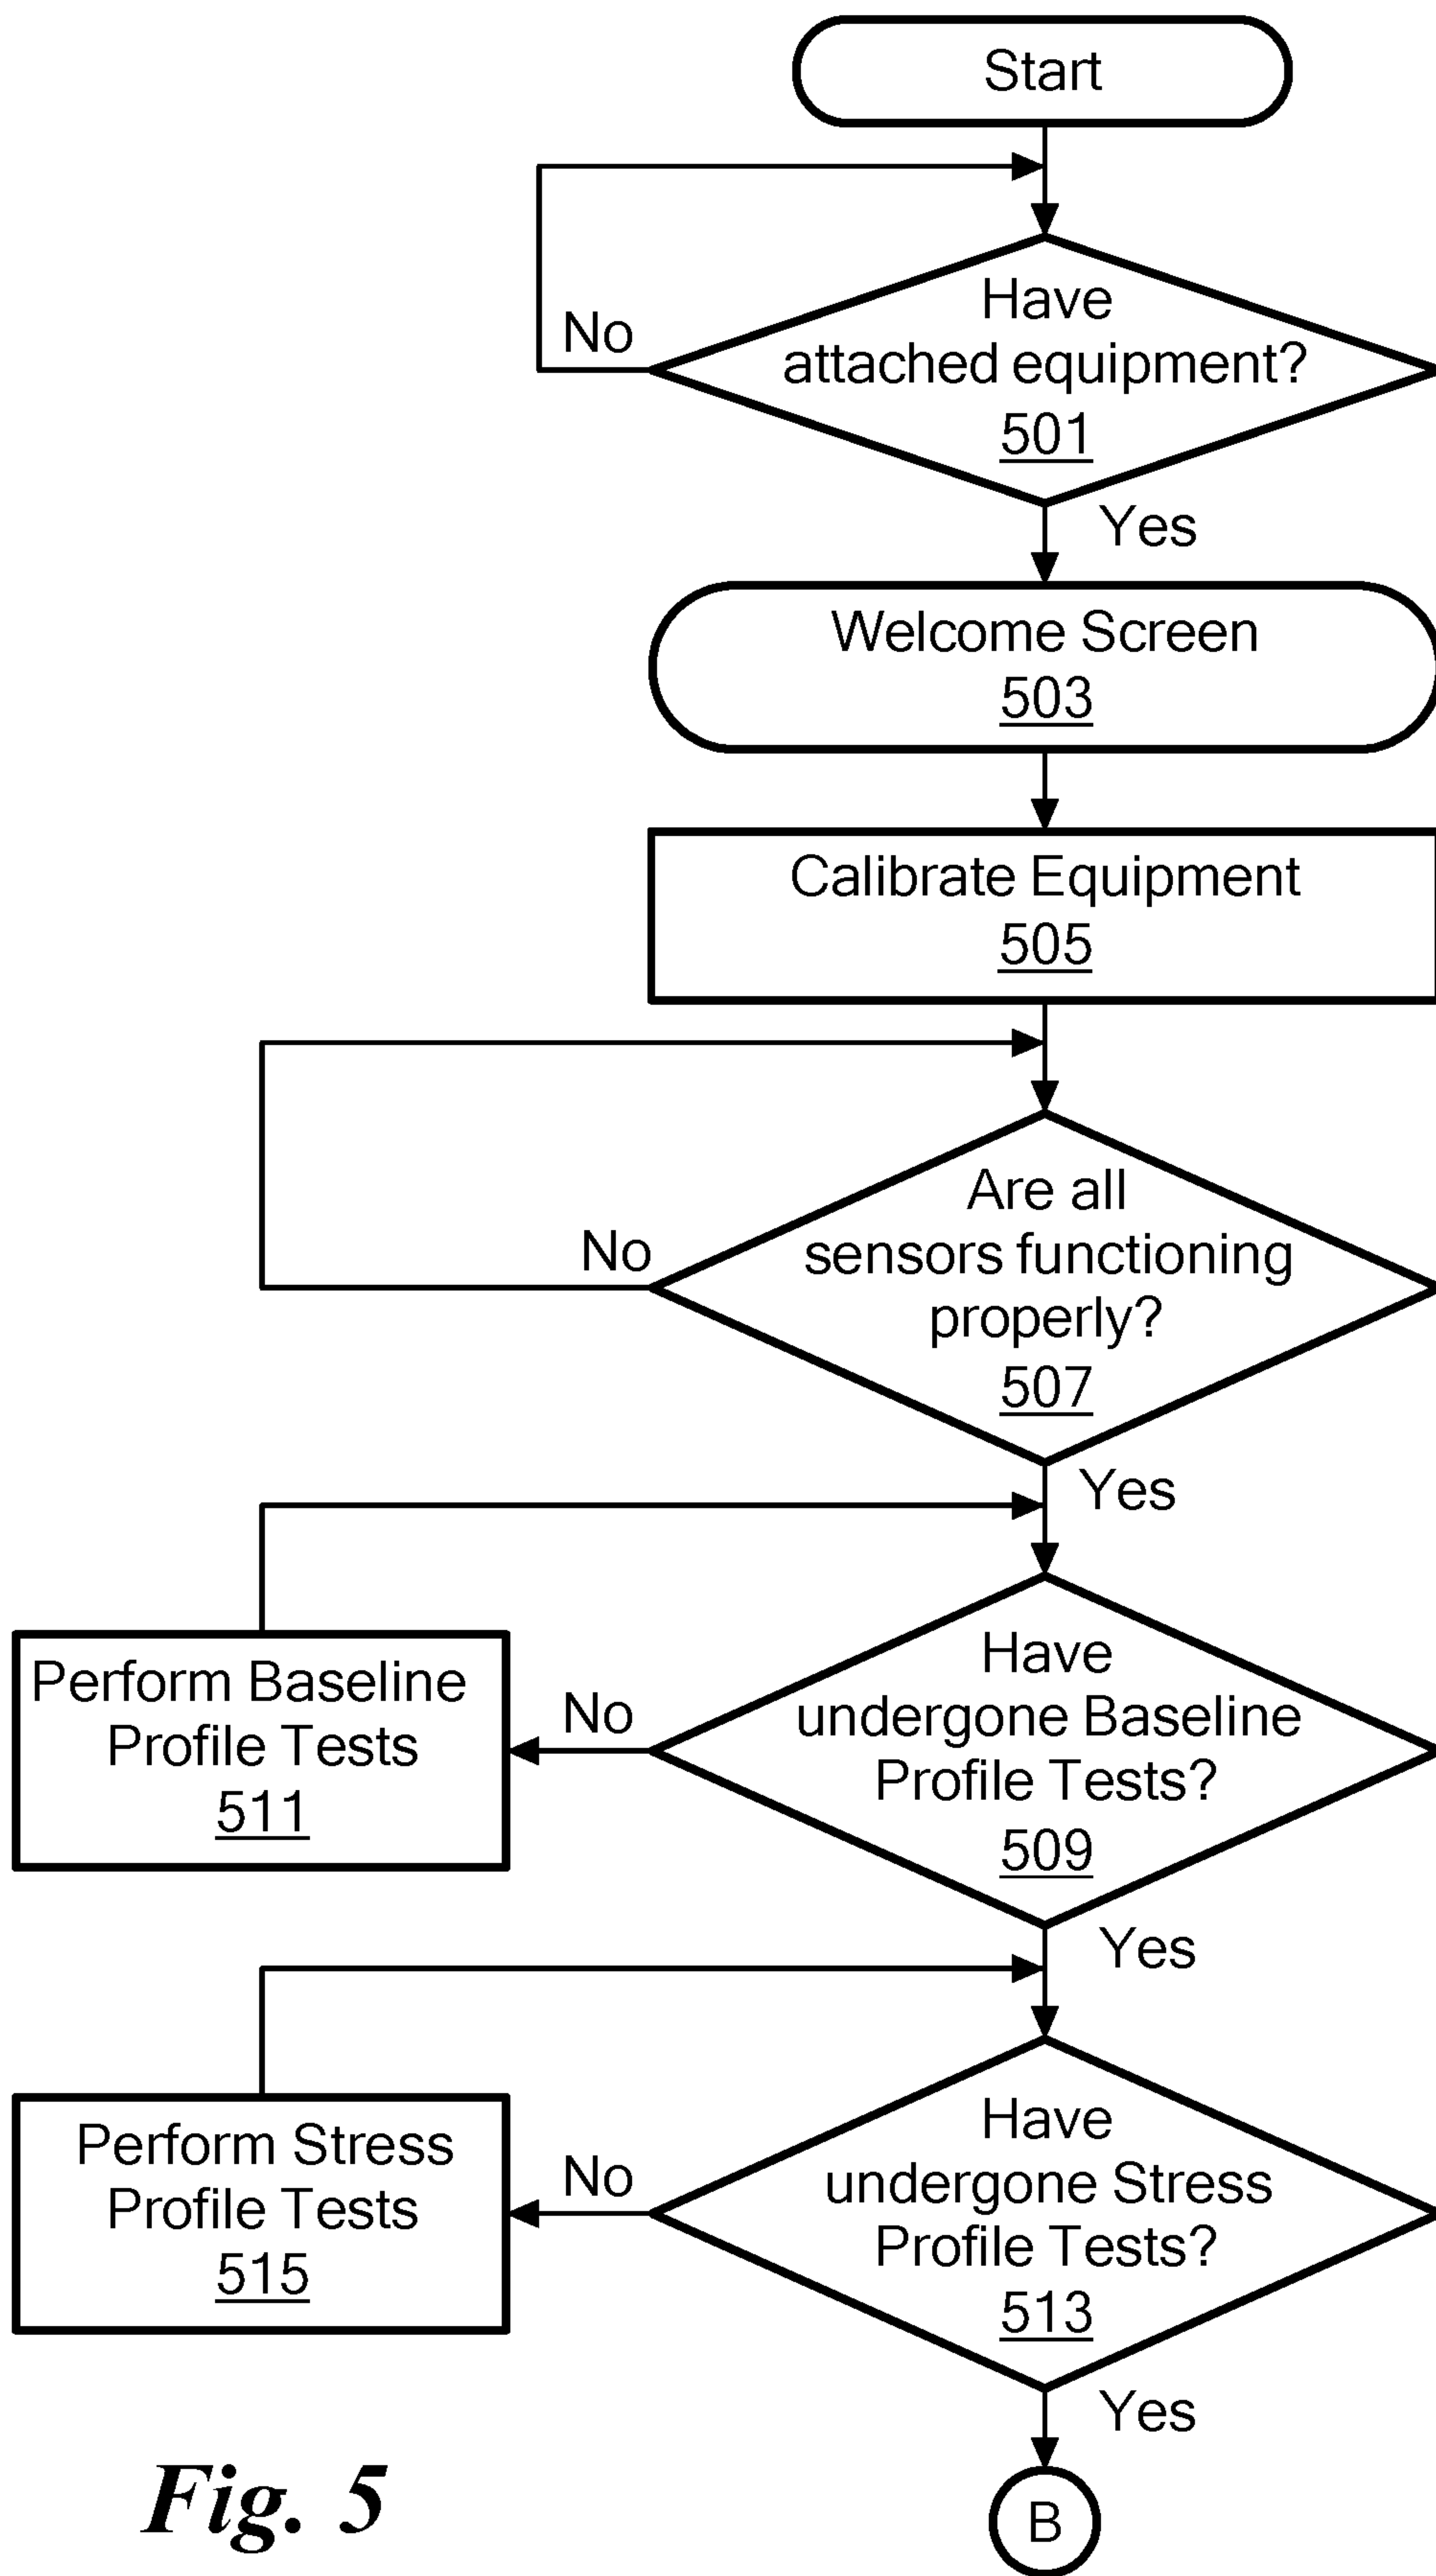 Start
Have
attached equipment?
501
No
Yes
Welcome Screen
503
Calibrate Equipment
505
Are all
sensors functioning
properly?
507
No
Yes
Have
undergone Baseline
Profile Tests?
509
No
Perform Baseline
Profile Tests
511
Yes
Have
undergone Stress
Profile Tests?
513
No
Perform Stress
Profile Tests
515
Yes
B
Fig. 5